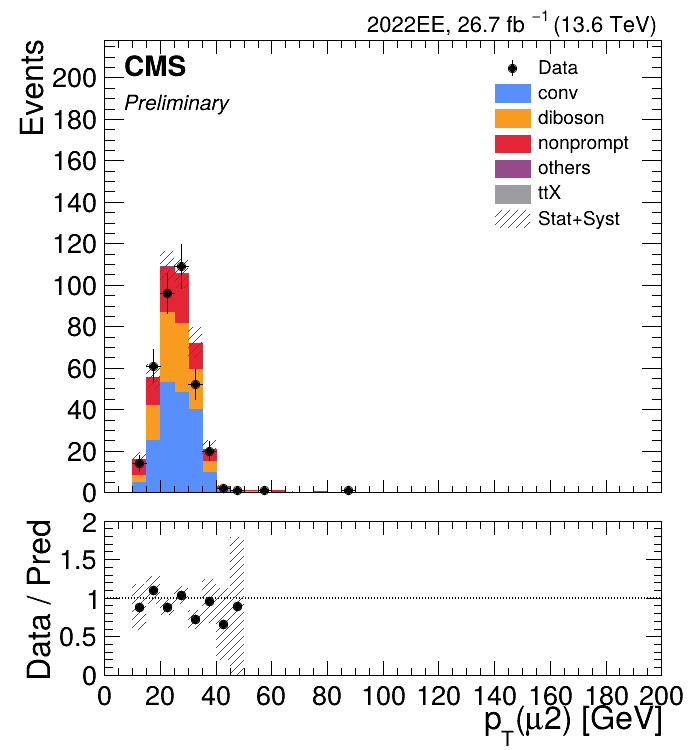 2022EE, 26.7 fb⁻¹ (13.6 TeV)
CMS
Preliminary
Events
200
180
160
140
120
100
80
60
40
20
0
Data
conv
diboson
nonprompt
others
ttX
Stat+Syst
Data / Pred
2
1.5
1
0.5
0
0 20 40 60 80 100 120 140 160 180 200
p_T(μ2) [GeV]